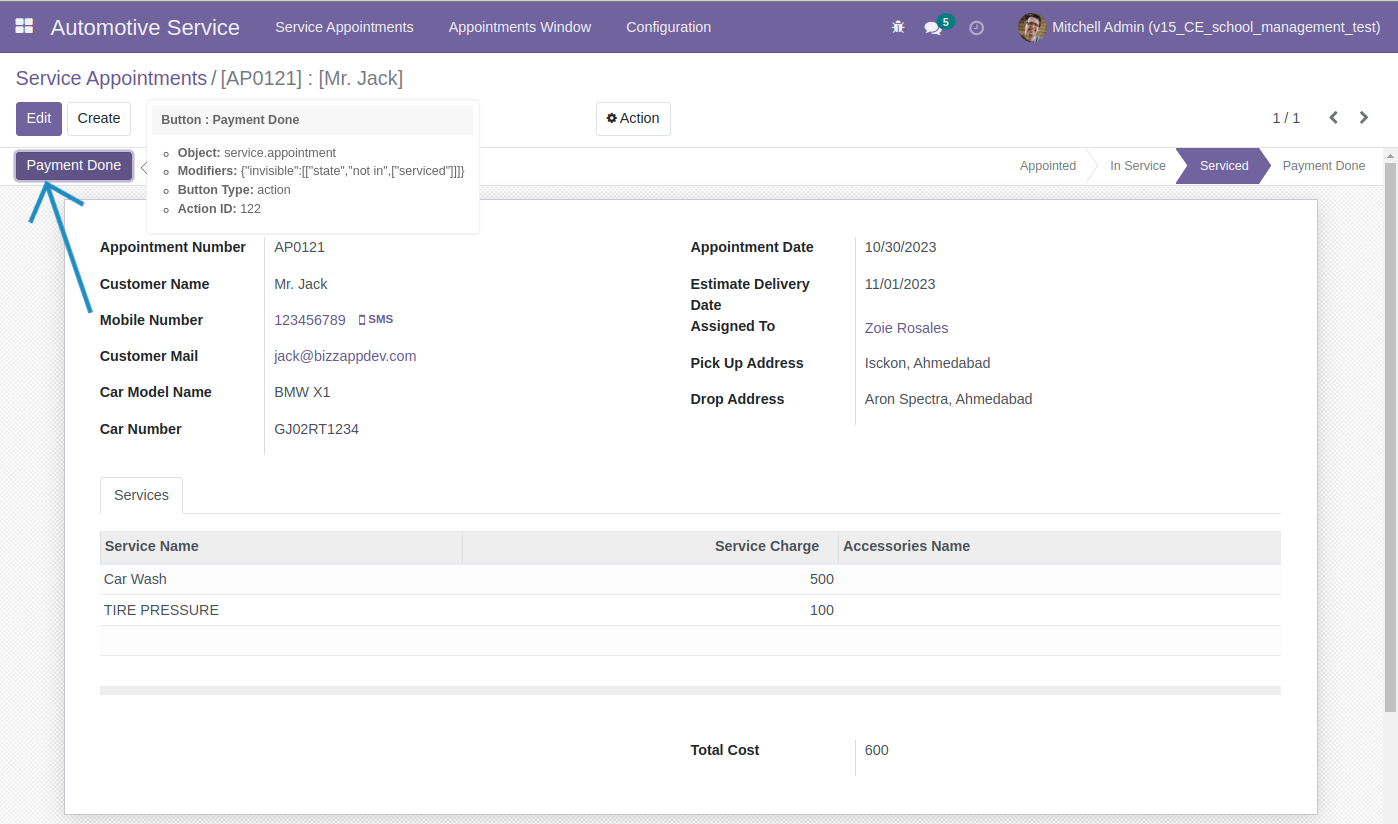 Automotive Service Service Appointments Appointments Window Configuration 5 Mitchell Admin (v15_CE_school_management_test)
Service Appointments / [AP0121] : [Mr. Jack]
Edit Create Action 1 / 1
Button : Payment Done
Payment Done
Object: service.appointment
Modifiers: {"invisible":[["state","not in",["serviced"]]]}
Button Type: action
Action ID: 122
Appointed In Service Serviced Payment Done
Appointment Number AP0121
Customer Name Mr. Jack
Mobile Number 123456789 SMS
Customer Mail jack@bizzappdev.com
Car Model Name BMW X1
Car Number GJ02RT1234
Appointment Date 10/30/2023
Estimate Delivery 11/01/2023
Date
Assigned To Zoie Rosales
Pick Up Address Isckon, Ahmedabad
Drop Address Aron Spectra, Ahmedabad
Services
Service Name Service Charge Accessories Name
Car Wash 500
TIRE PRESSURE 100
Total Cost 600